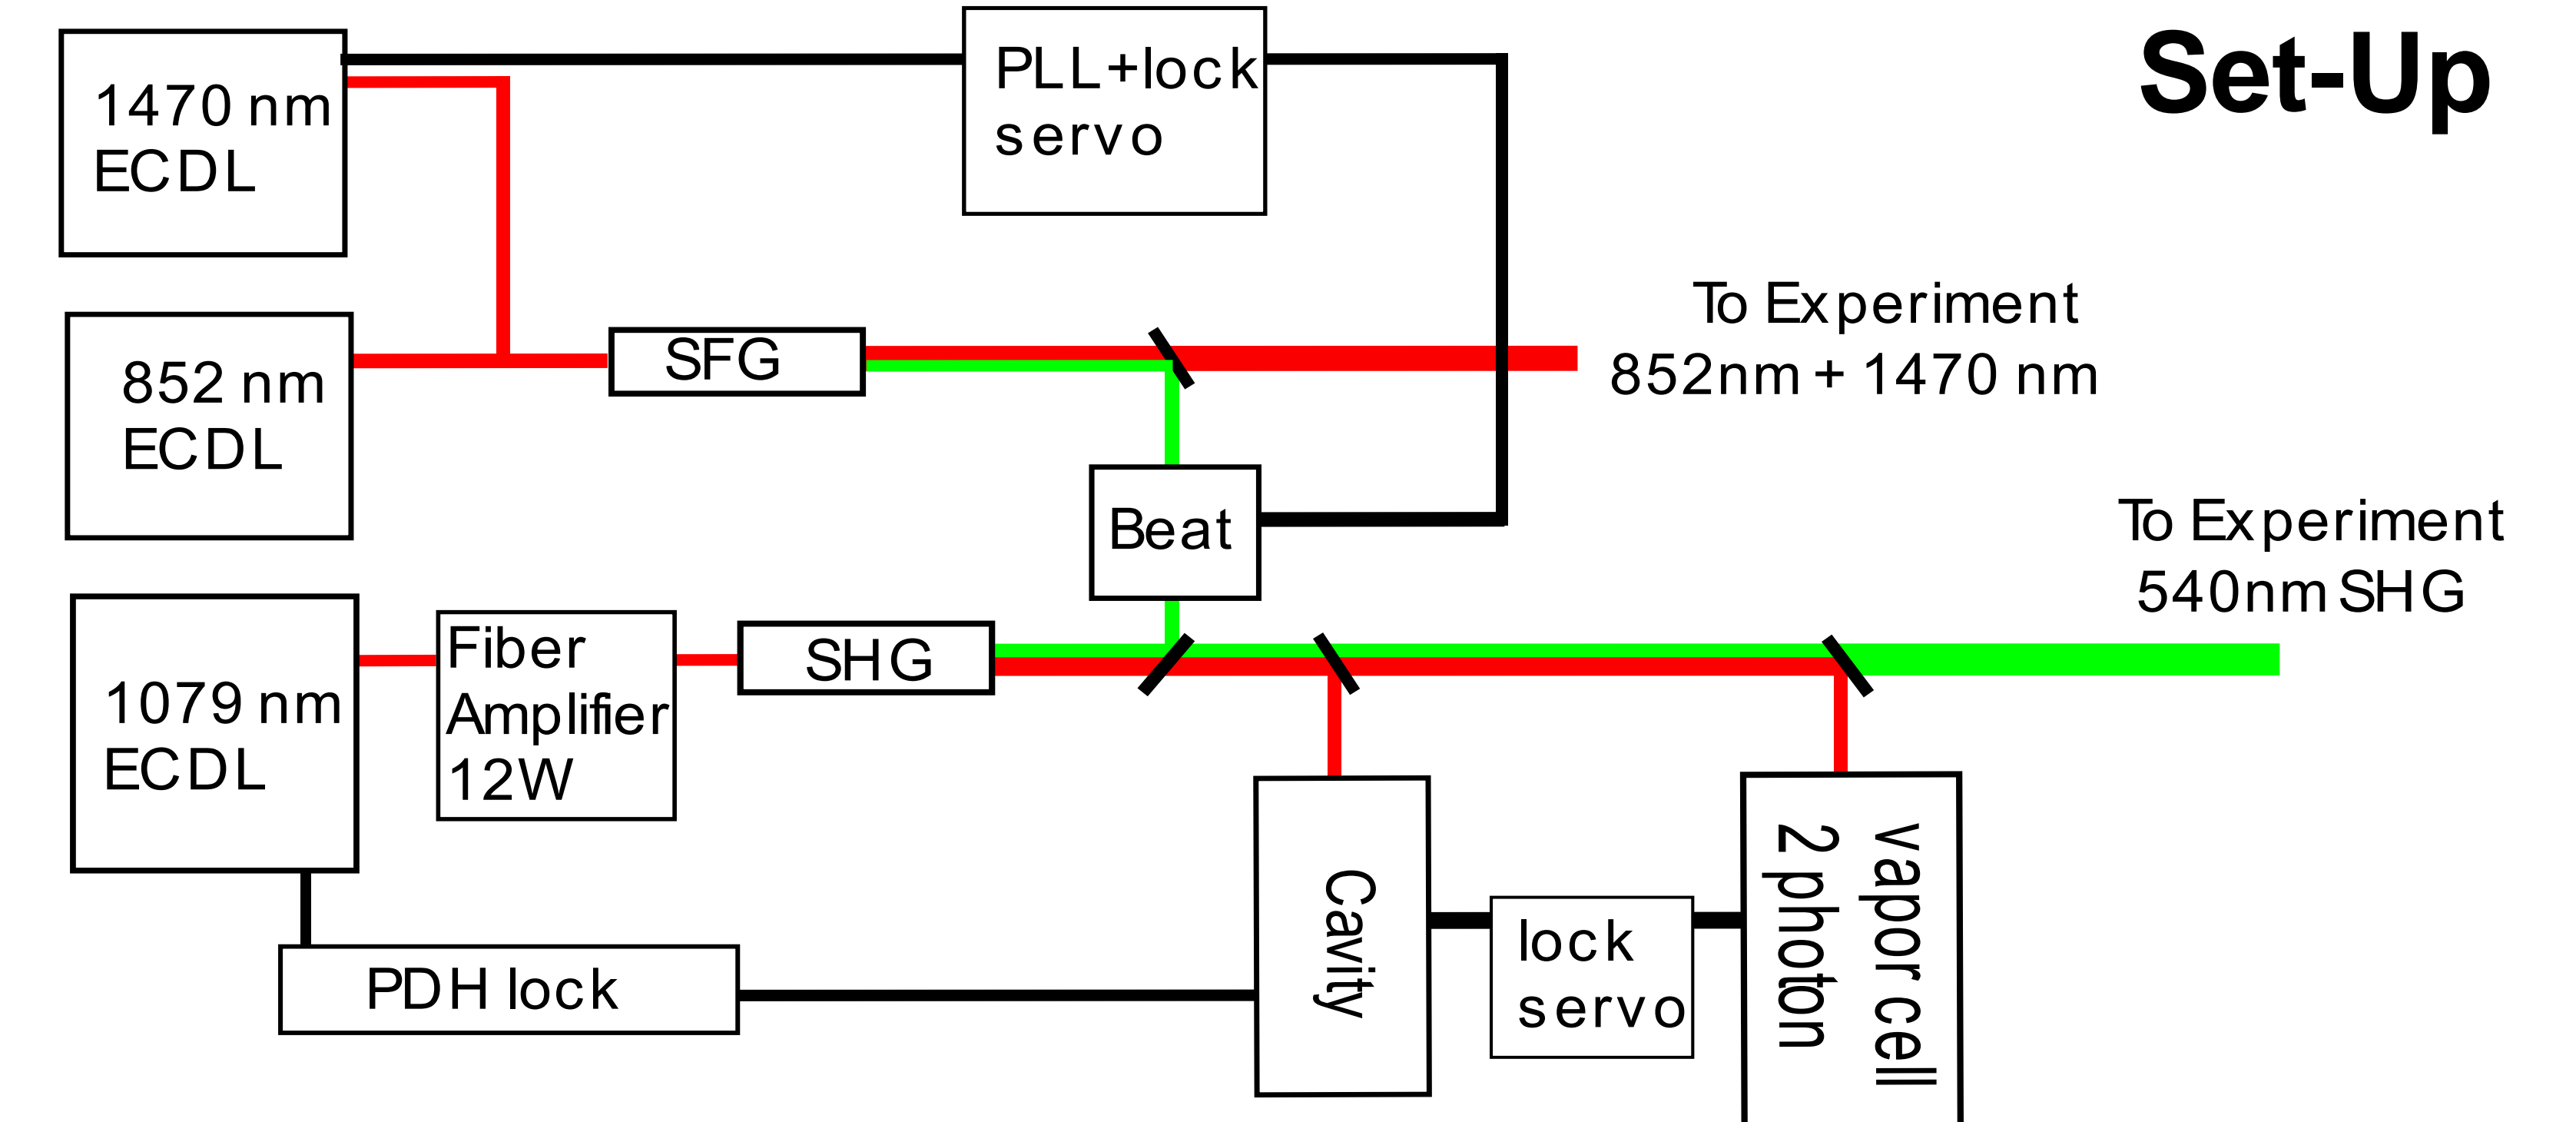 Set-Up
1470 nm
ECDL
PLL+lock
servo
To Experiment
852nm + 1470 nm
852 nm
ECDL
SFG
Beat
To Experiment
540nm SHG
1079 nm
ECDL
Fiber
Amplifier
12W
SHG
Cavity
lock
servo
vapor cell
2 photon
PDH lock